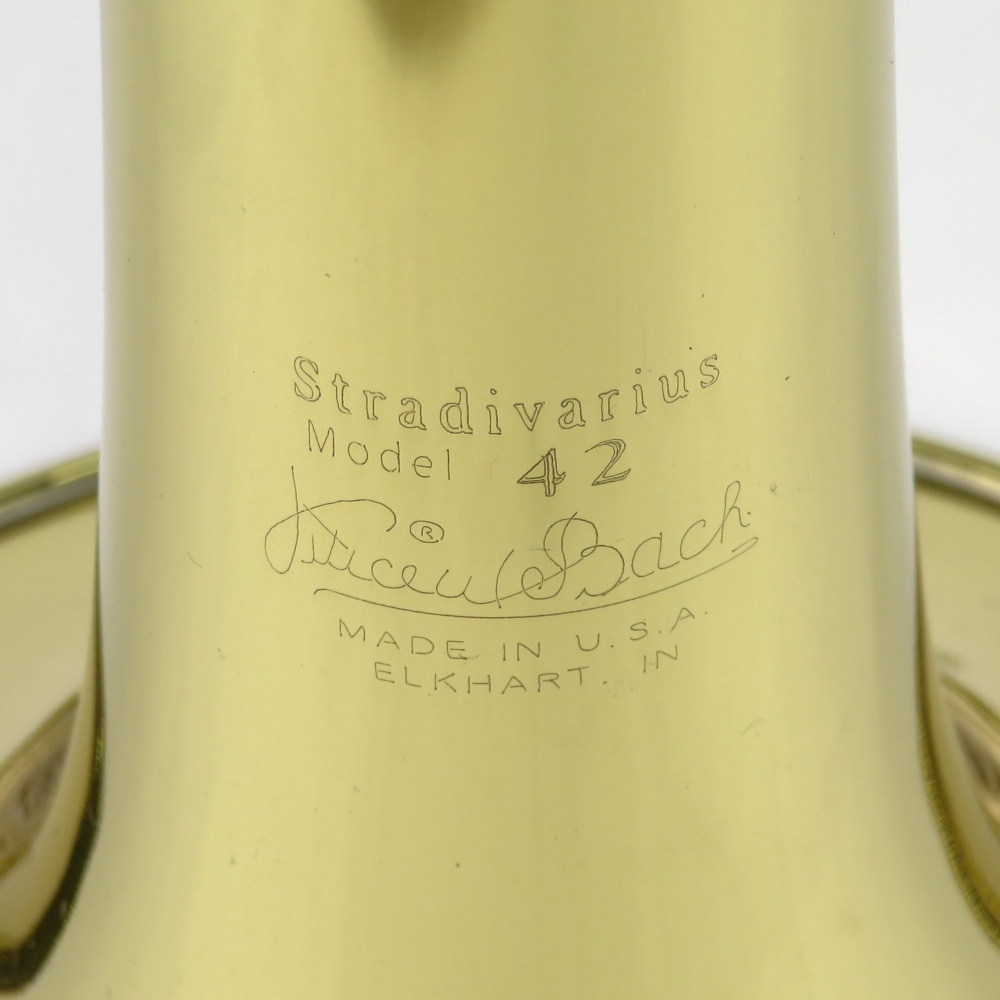 Stradivarius
Model 42
Vincent Bach
®
MADE IN U.S.A.
ELKHART. IN